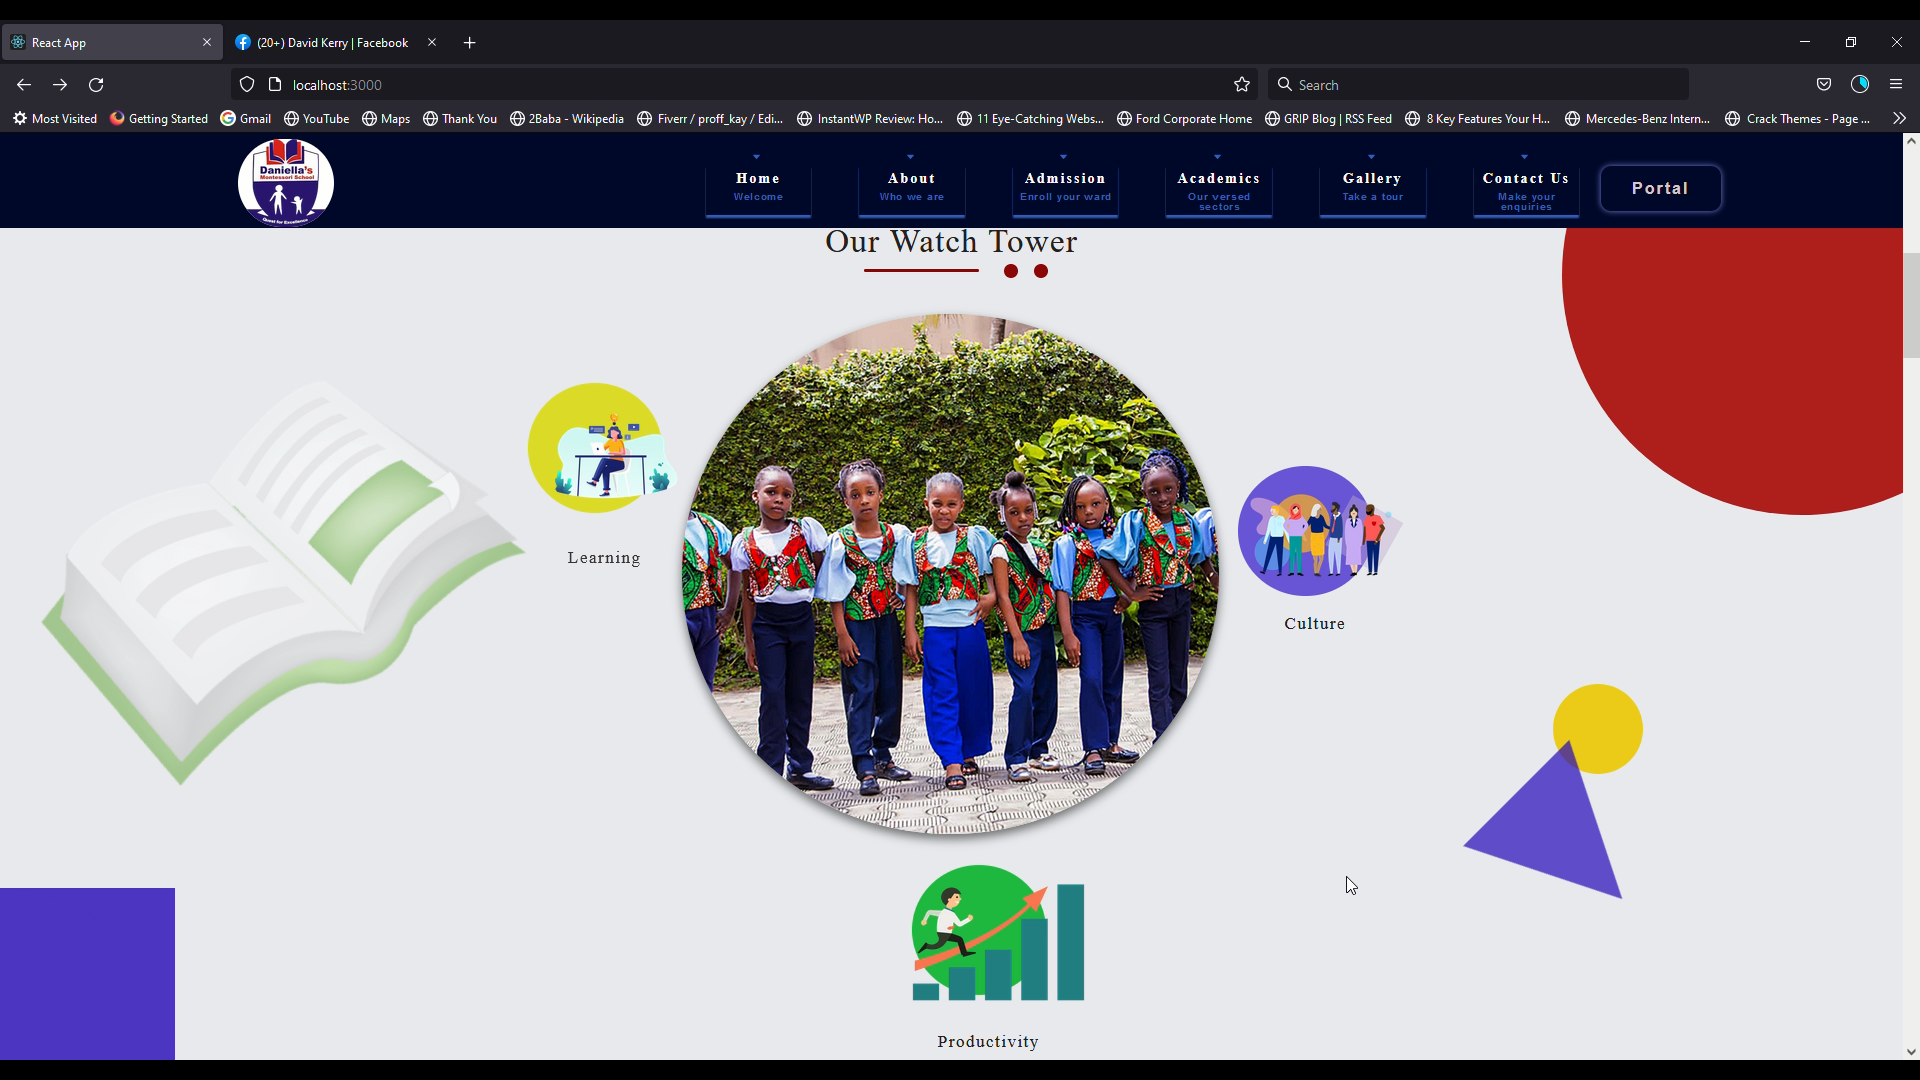 React App
(20+) David Kerry | Facebook
localhost:3000
Search
Most Visited
Getting Started
Gmail
YouTube
Maps
Thank You
2Baba - Wikipedia
Fiverr / proff_kay / Edi...
InstantWP Review: Ho...
11 Eye-Catching Webs...
Ford Corporate Home
GRIP Blog | RSS Feed
8 Key Features Your H...
Mercedes-Benz Intern...
Crack Themes - Page ...
Daniella's
Montessori School
Quest for Excellence
Home
Welcome
About
Who we are
Admission
Enroll your ward
Academics
Our versed
sectors
Gallery
Take a tour
Contact Us
Make your
enquiries
Portal
Our Watch Tower
Learning
Culture
Productivity